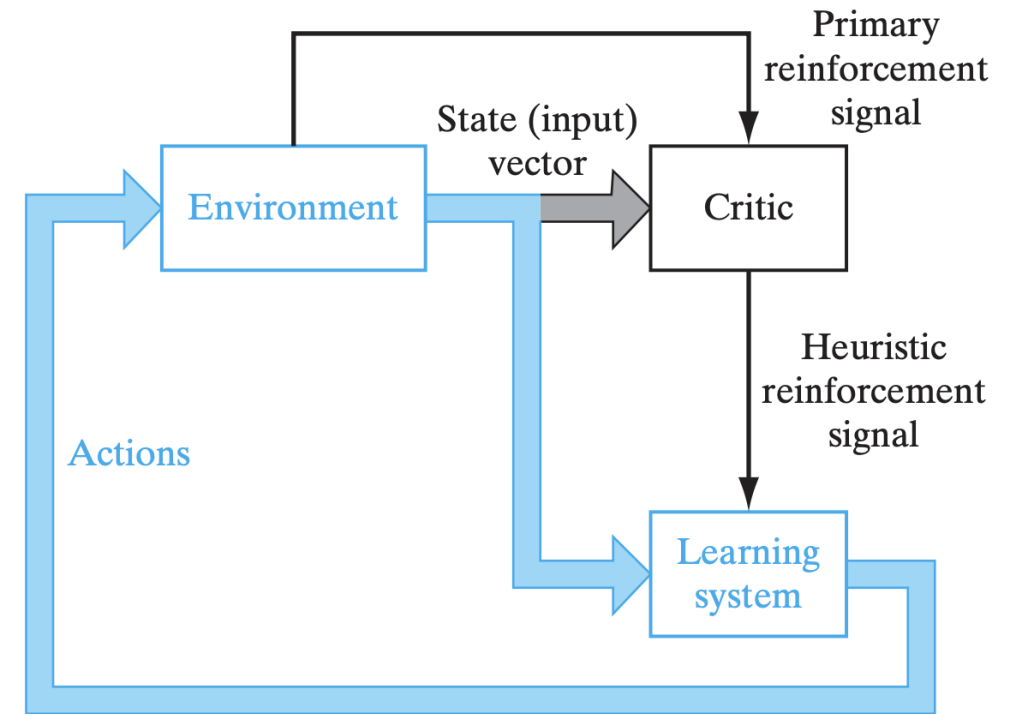 Primary
reinforcement
signal
State (input)
vector
Environment
Critic
Heuristic
reinforcement
signal
Actions
Learning
system